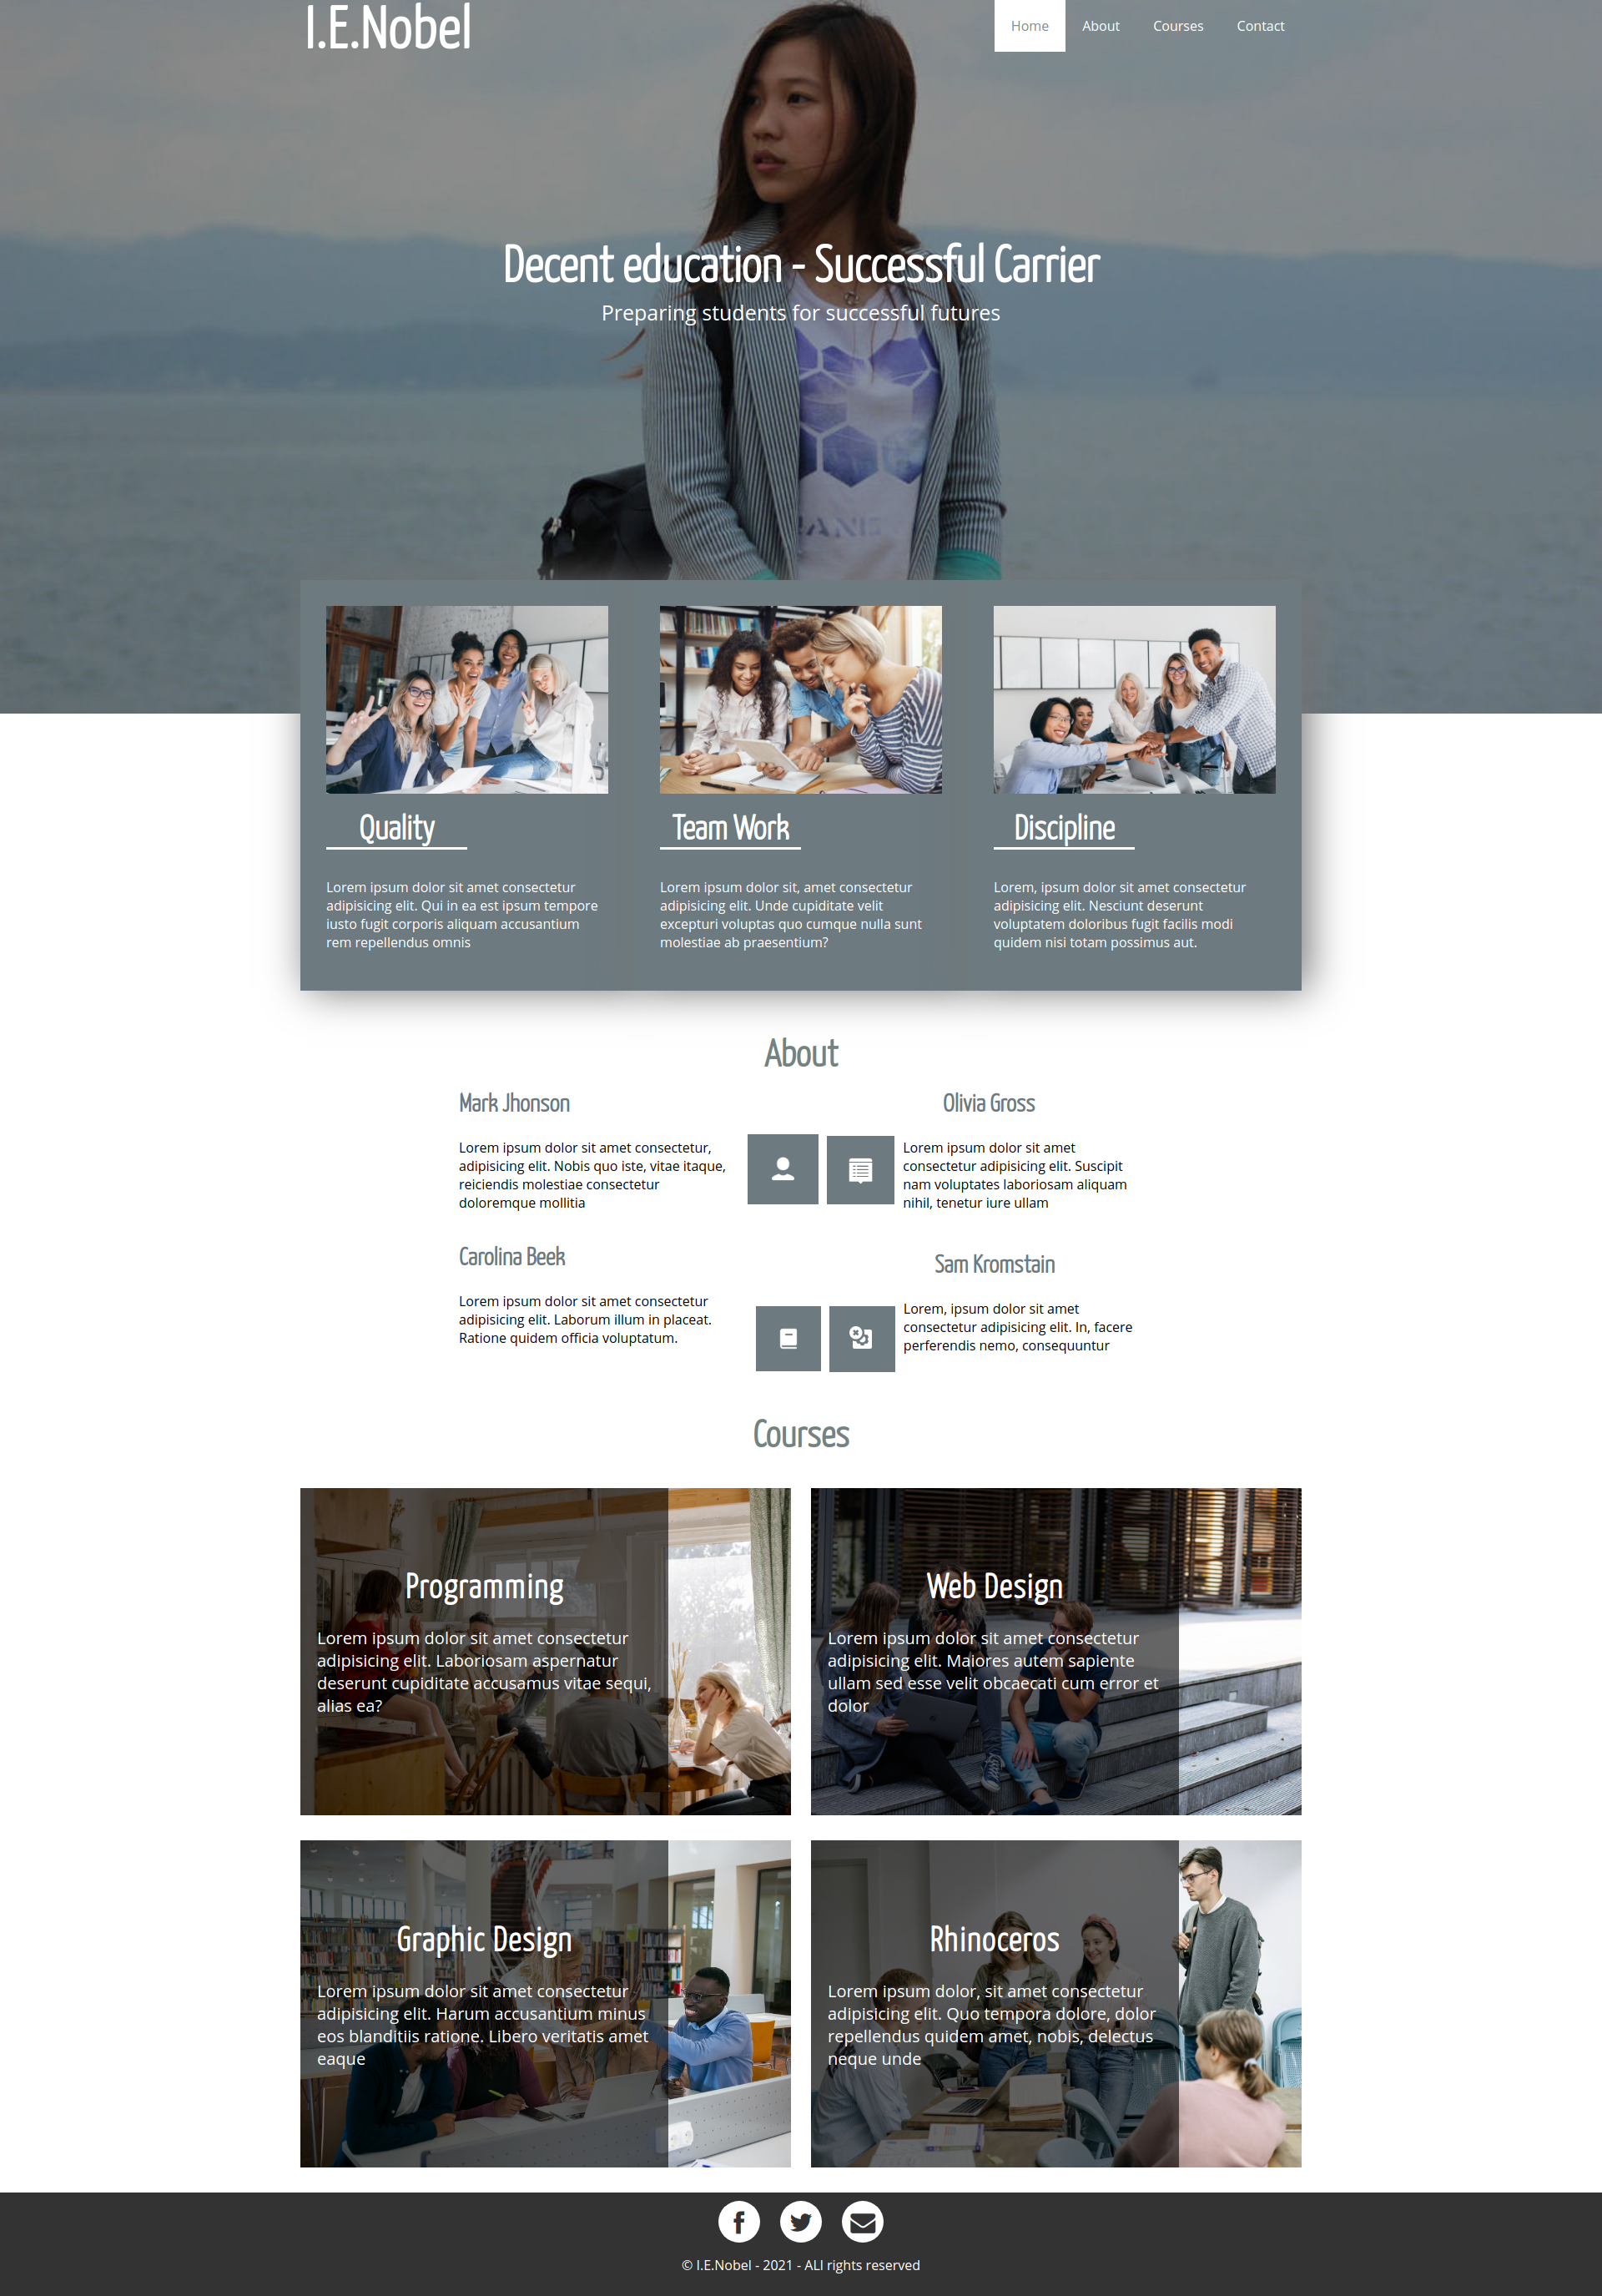 I.E.Nobel
Home
About
Courses
Contact
Decent education - Successful Carrier
Preparing students for successful futures
Quality
Lorem ipsum dolor sit amet consectetur
adipisicing elit. Qui in ea est ipsum tempore
iusto fugit corporis aliquam accusantium
rem repellendus omnis
Team Work
Lorem ipsum dolor sit, amet consectetur
adipisicing elit. Unde cupiditate velit
excepturi voluptas quo cumque nulla sunt
molestiae ab praesentium?
Discipline
Lorem, ipsum dolor sit amet consectetur
adipisicing elit. Nesciunt deserunt
voluptatem doloribus fugit facilis modi
quidem nisi totam possimus aut.
About
Mark Jhonson
Lorem ipsum dolor sit amet consectetur,
adipisicing elit. Nobis quo iste, vitae itaque,
reiciendis molestiae consectetur
doloremque mollitia
Olivia Gross
Lorem ipsum dolor sit amet
consectetur adipisicing elit. Suscipit
nam voluptates laboriosam aliquam
nihil, tenetur iure ullam
Carolina Beek
Lorem ipsum dolor sit amet consectetur
adipisicing elit. Laborum illum in placeat.
Ratione quidem officia voluptatum.
Sam Kromstain
Lorem, ipsum dolor sit amet
consectetur adipisicing elit. In, facere
perferendis nemo, consequuntur
Courses
Programming
Lorem ipsum dolor sit amet consectetur
adipisicing elit. Laboriosam aspernatur
deserunt cupiditate accusamus vitae sequi,
alias ea?
Web Design
Lorem ipsum dolor sit amet consectetur
adipisicing elit. Maiores autem sapiente
ullam sed esse velit obcaecati cum error et
dolor
Graphic Design
Lorem ipsum dolor sit amet consectetur
adipisicing elit. Harum accusantium minus
eos blanditiis ratione. Libero veritatis amet
eaque
Rhinoceros
Lorem ipsum dolor, sit amet consectetur
adipisicing elit. Quo tempora dolore, dolor
repellendus quidem amet, nobis, delectus
neque unde
© I.E.Nobel - 2021 - ALl rights reserved